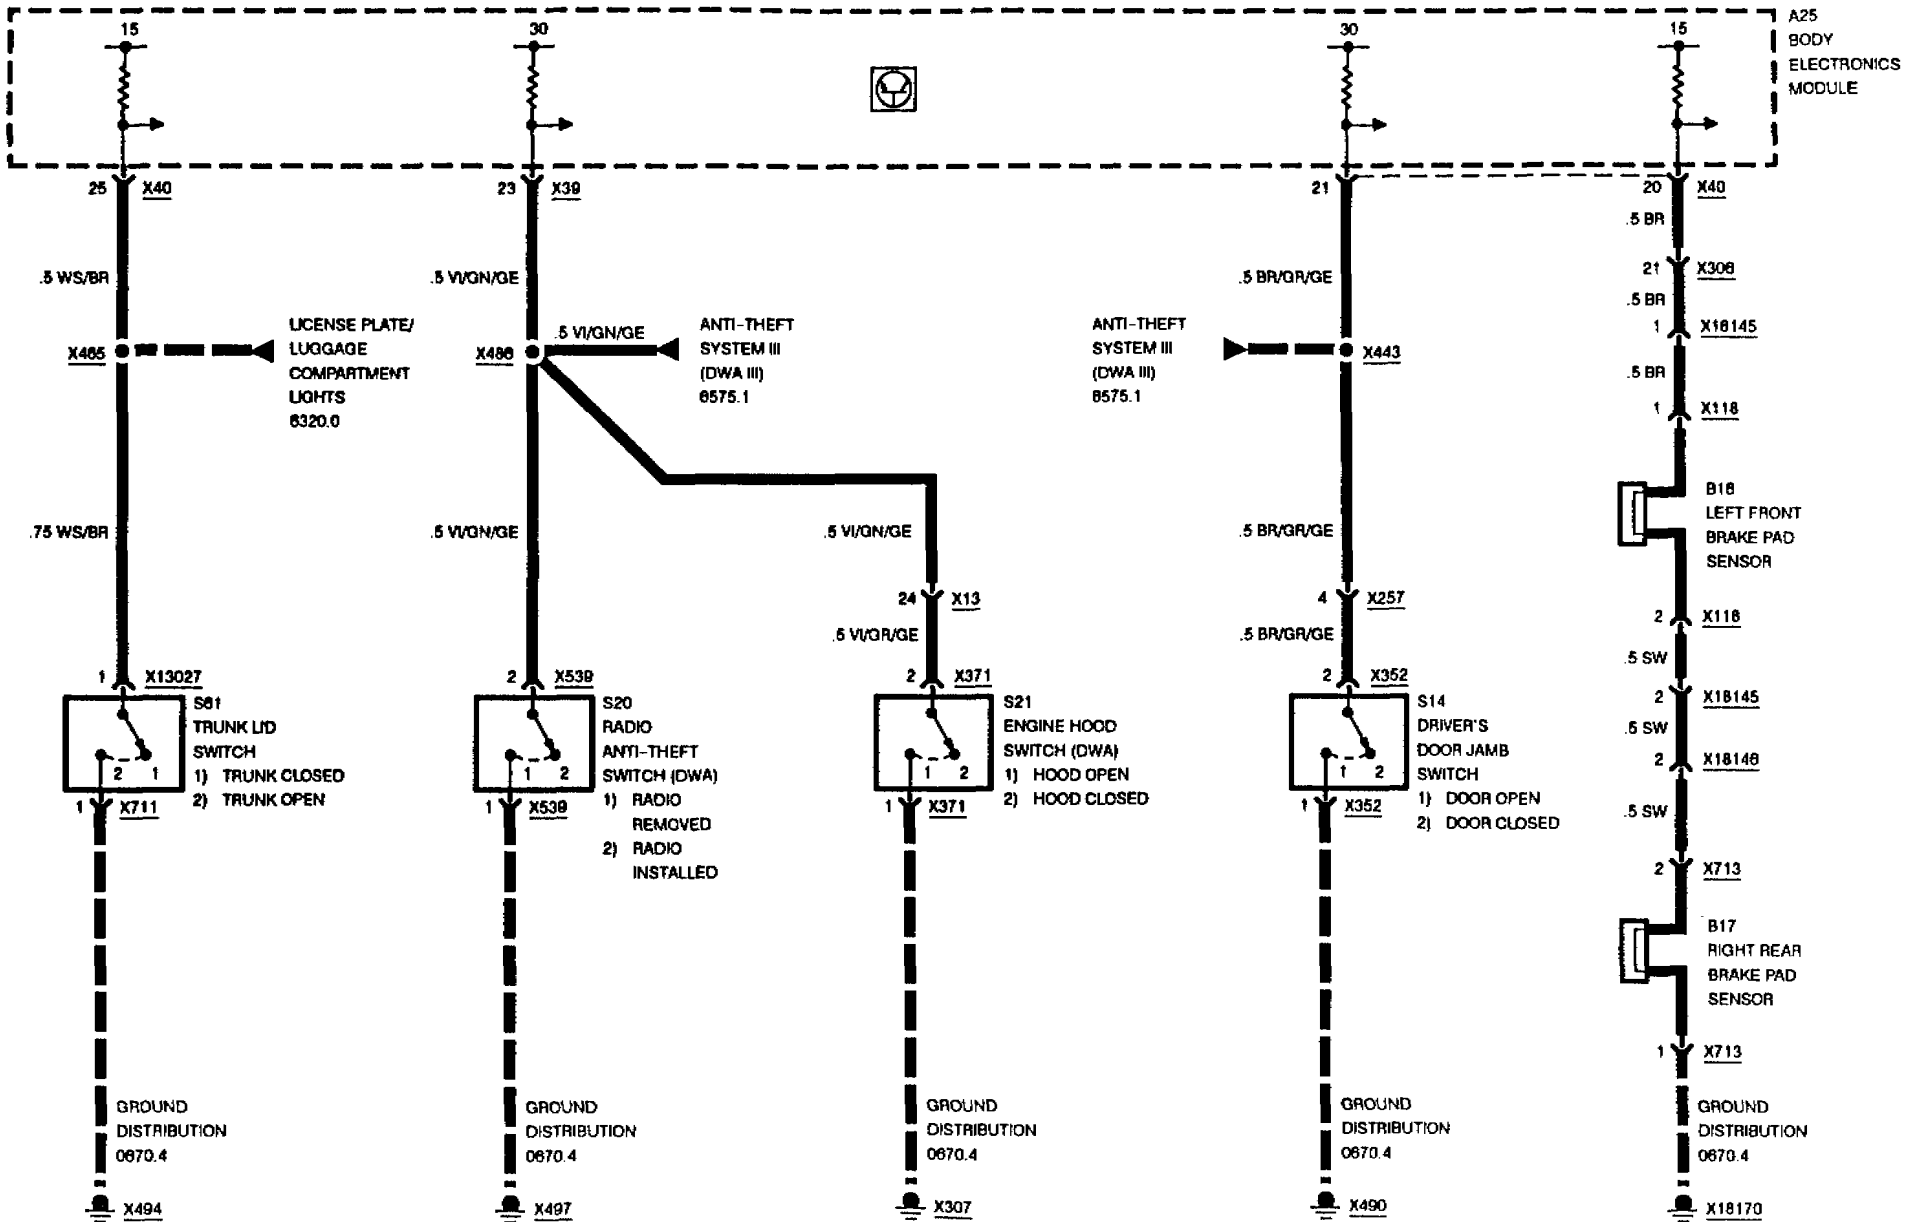 15
30
30
15
A25
BODY
ELECTRONICS
MODULE
25 X40
23 X39
21
20 X40
.5 BR
.5 WS/BR
.5 VI/GN/GE
.5 BR/GR/GE
21 X306
.5 BR
1 X18145
X465
LICENSE PLATE/
LUGGAGE
COMPARTMENT
LIGHTS
6320.0
X486
.5 VI/GN/GE
ANTI-THEFT
SYSTEM III
(DWA III)
6575.1
ANTI-THEFT
SYSTEM III
(DWA III)
6575.1
X443
.5 BR
1 X118
.75 WS/BR
.5 VI/GN/GE
.5 VI/GN/GE
.5 BR/GR/GE
B16
LEFT FRONT
BRAKE PAD
SENSOR
24 X13
4 X257
2 X118
.5 VI/GR/GE
.5 BR/GR/GE
.5 SW
2 X18145
.5 SW
2 X18146
.5 SW
2 X713
1 X13027
S61
TRUNK LID
SWITCH
1) TRUNK CLOSED
2) TRUNK OPEN
2 1
1 X711
2 X539
S20
RADIO
ANTI-THEFT
SWITCH (DWA)
1) RADIO
REMOVED
2) RADIO
INSTALLED
1 2
1 X539
2 X371
S21
ENGINE HOOD
SWITCH (DWA)
1) HOOD OPEN
2) HOOD CLOSED
1 2
1 X371
2 X352
S14
DRIVER'S
DOOR JAMB
SWITCH
1) DOOR OPEN
2) DOOR CLOSED
1 2
1 X352
B17
RIGHT REAR
BRAKE PAD
SENSOR
1 X713
GROUND
DISTRIBUTION
0670.4
X494
GROUND
DISTRIBUTION
0670.4
X497
GROUND
DISTRIBUTION
0670.4
X307
GROUND
DISTRIBUTION
0670.4
X490
GROUND
DISTRIBUTION
0670.4
X18170